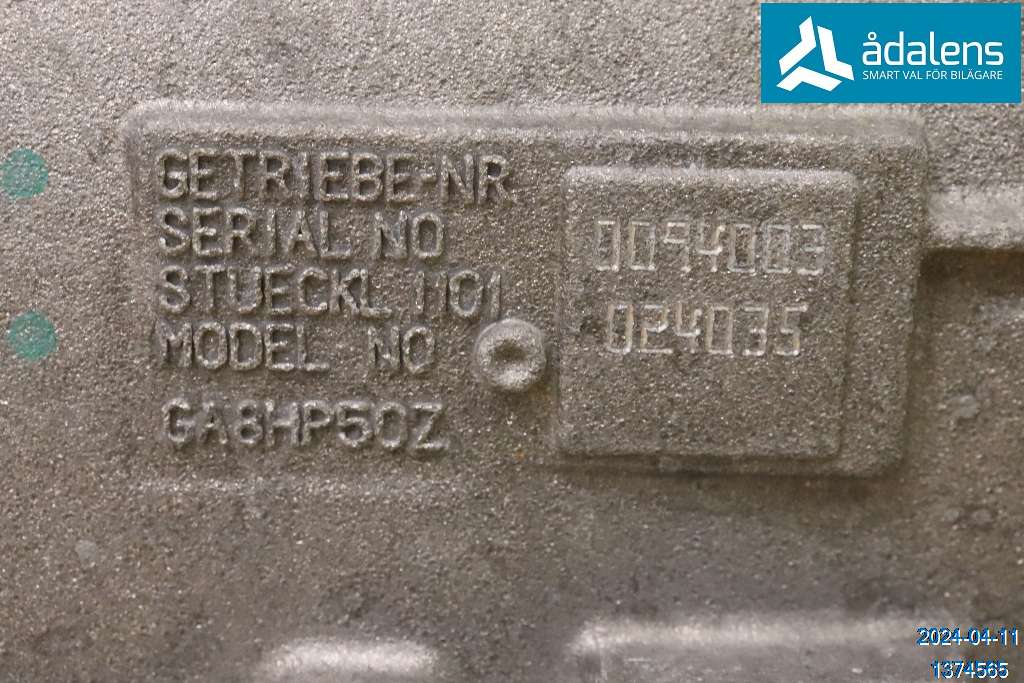 ådalens
SMART VAL FÖR BILÄGARE
GETRIEBE-NR
SERIAL NO
STUECKL 1101
MODEL NO
GA8HP50Z
0094003
024035
2024-04-11
1374565